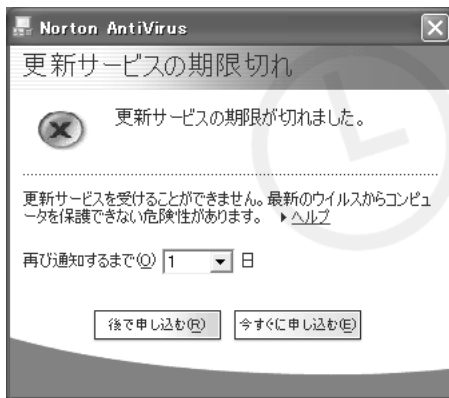 Norton AntiVirus
更新サービスの期限切れ
更新サービスの期限が切れました。
更新サービスを受けることができません。最新のウイルスからコンピュ
ータを保護できない危険性があります。 ▶ヘルプ
再び通知するまで(O) 1 日
後で申し込む(R) 今すぐに申し込む(E)